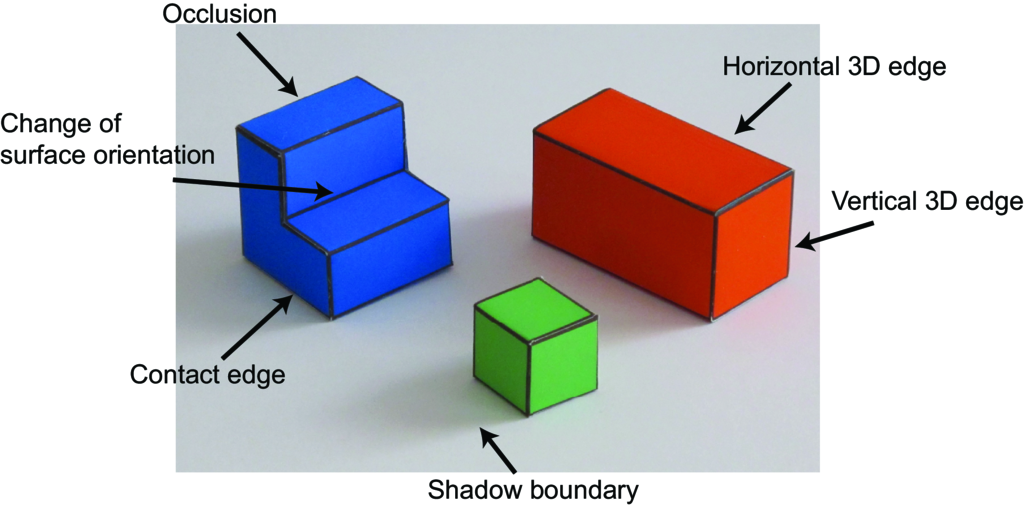 Occlusion
Horizontal 3D edge
Change of
surface orientation
Vertical 3D edge
Contact edge
Shadow boundary